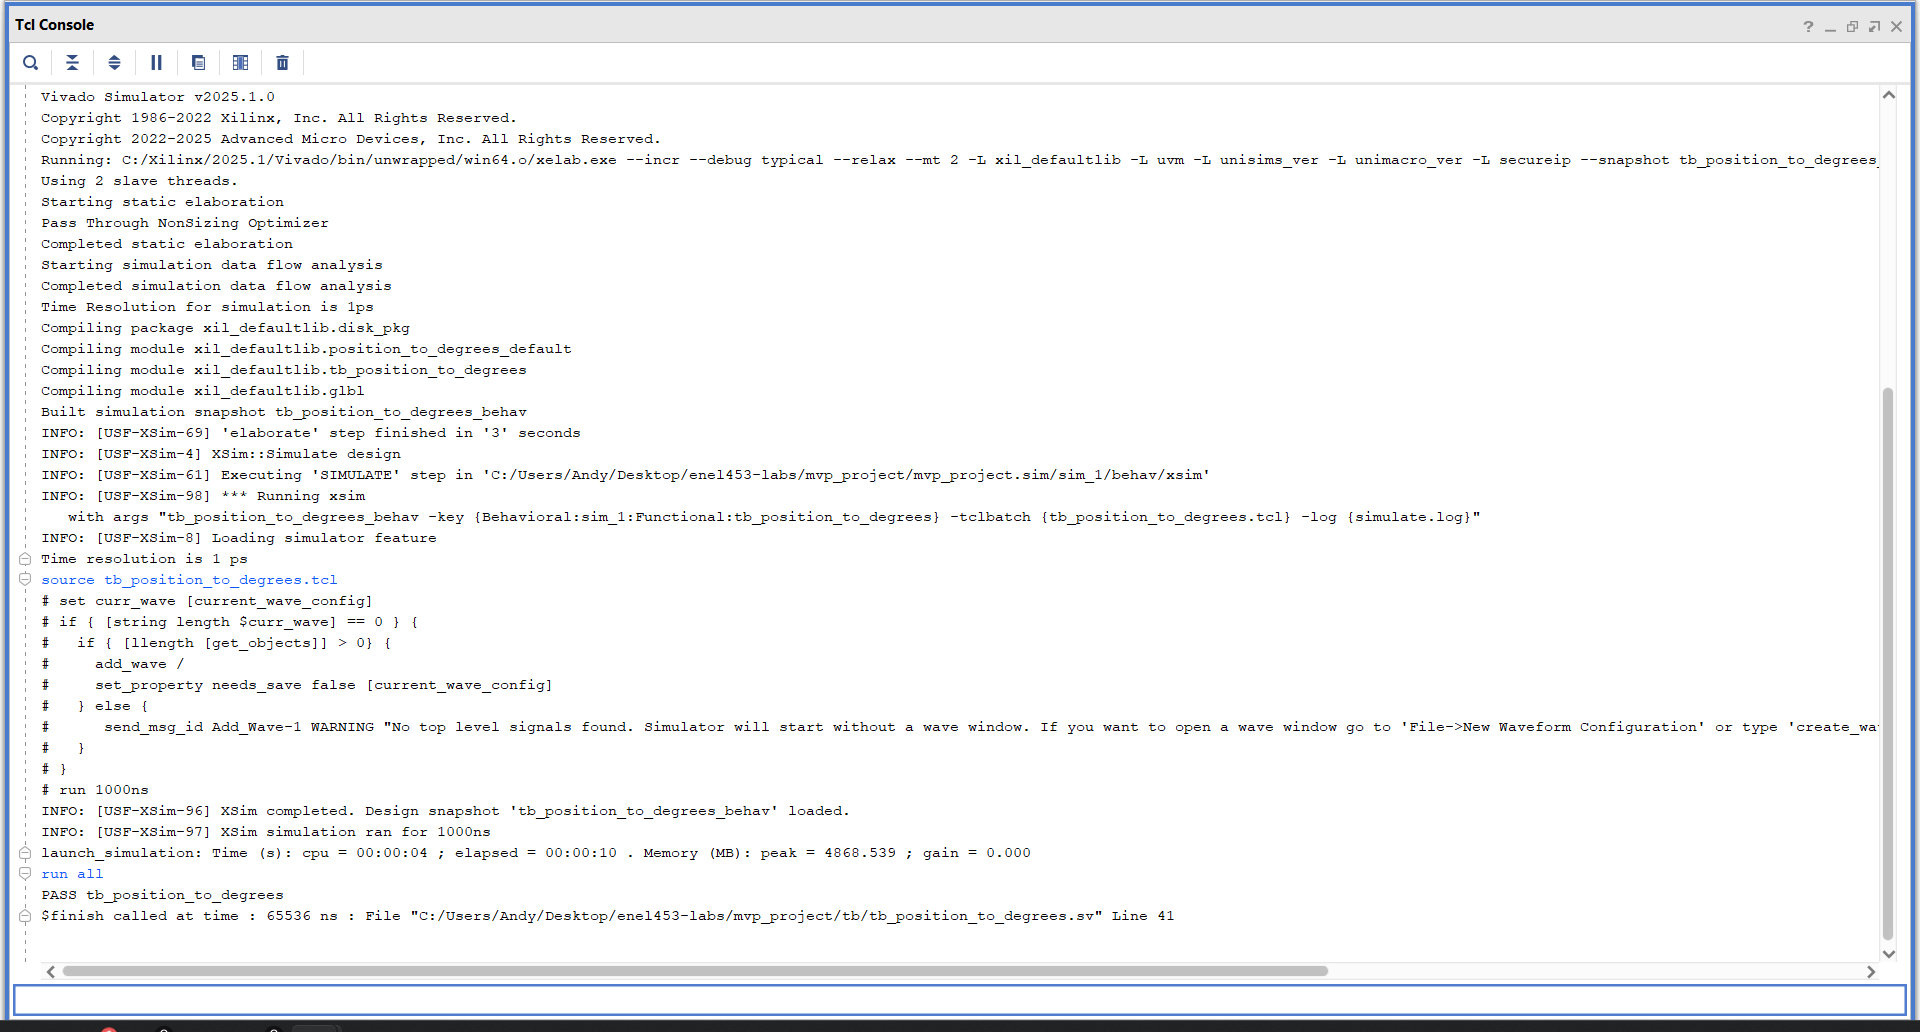 Tcl Console
?
Vivado Simulator v2025.1.0
Copyright 1986-2022 Xilinx, Inc. All Rights Reserved.
Copyright 2022-2025 Advanced Micro Devices, Inc. All Rights Reserved.
Running: C:/Xilinx/2025.1/Vivado/bin/unwrapped/win64.o/xelab.exe --incr --debug typical --relax --mt 2 -L xil_defaultlib -L uvm -L unisims_ver -L unimacro_ver -L secureip --snapshot tb_position_to_degrees_
Using 2 slave threads.
Starting static elaboration
Pass Through NonSizing Optimizer
Completed static elaboration
Starting simulation data flow analysis
Completed simulation data flow analysis
Time Resolution for simulation is 1ps
Compiling package xil_defaultlib.disk_pkg
Compiling module xil_defaultlib.position_to_degrees_default
Compiling module xil_defaultlib.tb_position_to_degrees
Compiling module xil_defaultlib.glbl
Built simulation snapshot tb_position_to_degrees_behav
INFO: [USF-XSim-69] 'elaborate' step finished in '3' seconds
INFO: [USF-XSim-4] XSim::Simulate design
INFO: [USF-XSim-61] Executing 'SIMULATE' step in 'C:/Users/Andy/Desktop/enel453-labs/mvp_project/mvp_project.sim/sim_1/behav/xsim'
INFO: [USF-XSim-98] *** Running xsim
   with args "tb_position_to_degrees_behav -key {Behavioral:sim_1:Functional:tb_position_to_degrees} -tclbatch {tb_position_to_degrees.tcl} -log {simulate.log}"
INFO: [USF-XSim-8] Loading simulator feature
Time resolution is 1 ps
source tb_position_to_degrees.tcl
# set curr_wave [current_wave_config]
# if { [string length $curr_wave] == 0 } {
#   if { [llength [get_objects]] > 0} {
#     add_wave /
#     set_property needs_save false [current_wave_config]
#   } else {
#      send_msg_id Add_Wave-1 WARNING "No top level signals found. Simulator will start without a wave window. If you want to open a wave window go to 'File->New Waveform Configuration' or type 'create_wa
#   }
# }
# run 1000ns
INFO: [USF-XSim-96] XSim completed. Design snapshot 'tb_position_to_degrees_behav' loaded.
INFO: [USF-XSim-97] XSim simulation ran for 1000ns
launch_simulation: Time (s): cpu = 00:00:04 ; elapsed = 00:00:10 . Memory (MB): peak = 4868.539 ; gain = 0.000
run all
PASS tb_position_to_degrees
$finish called at time : 65536 ns : File "C:/Users/Andy/Desktop/enel453-labs/mvp_project/tb/tb_position_to_degrees.sv" Line 41